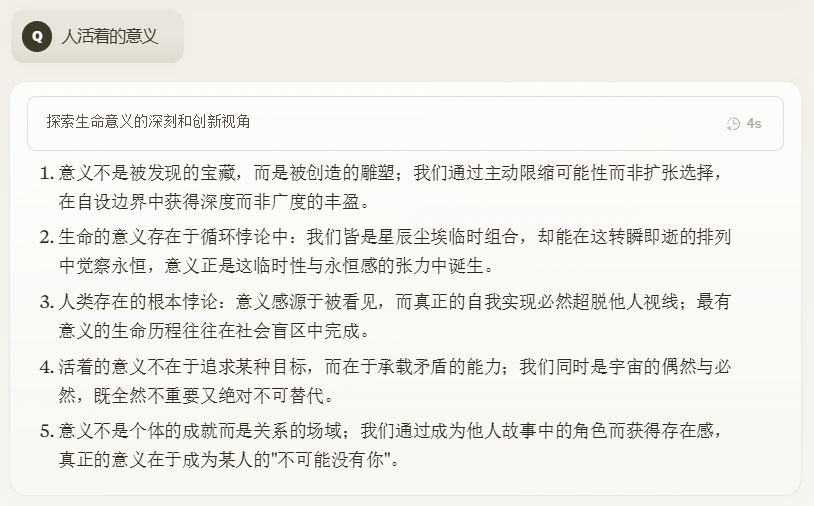 Q 人活着的意义
探索生命意义的深刻和创新视角 4s
1. 意义不是被发现的宝藏，而是被创造的雕塑；我们通过主动限缩可能性而非扩张选择，
在自设边界中获得深度而非广度的丰盈。
2. 生命的意义存在于循环悖论中：我们皆是星辰尘埃临时组合，却能在这转瞬即逝的排列
中觉察永恒，意义正是这临时性与永恒感的张力中诞生。
3. 人类存在的根本悖论：意义感源于被看见，而真正的自我实现必然超脱他人视线；最有
意义的生命历程往往在社会盲区中完成。
4. 活着的意义不在于追求某种目标，而在于承载矛盾的能力；我们同时是宇宙的偶然与必
然，既全然不重要又绝对不可替代。
5. 意义不是个体的成就而是关系的场域；我们通过成为他人故事中的角色而获得存在感，
真正的意义在于成为某人的"不可能没有你"。